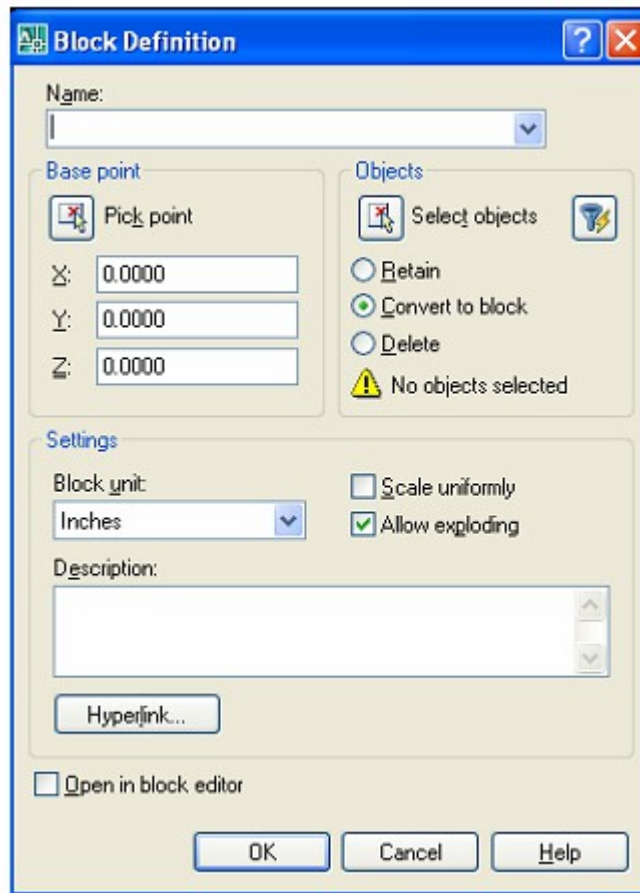 Block Definition
Name:
Base point
Pick point
X: 0.0000
Y: 0.0000
Z: 0.0000
Objects
Select objects
Retain
Convert to block
Delete
No objects selected
Settings
Block unit:
Inches
Scale uniformly
Allow exploding
Description:
Hyperlink...
Open in block editor
OK
Cancel
Help